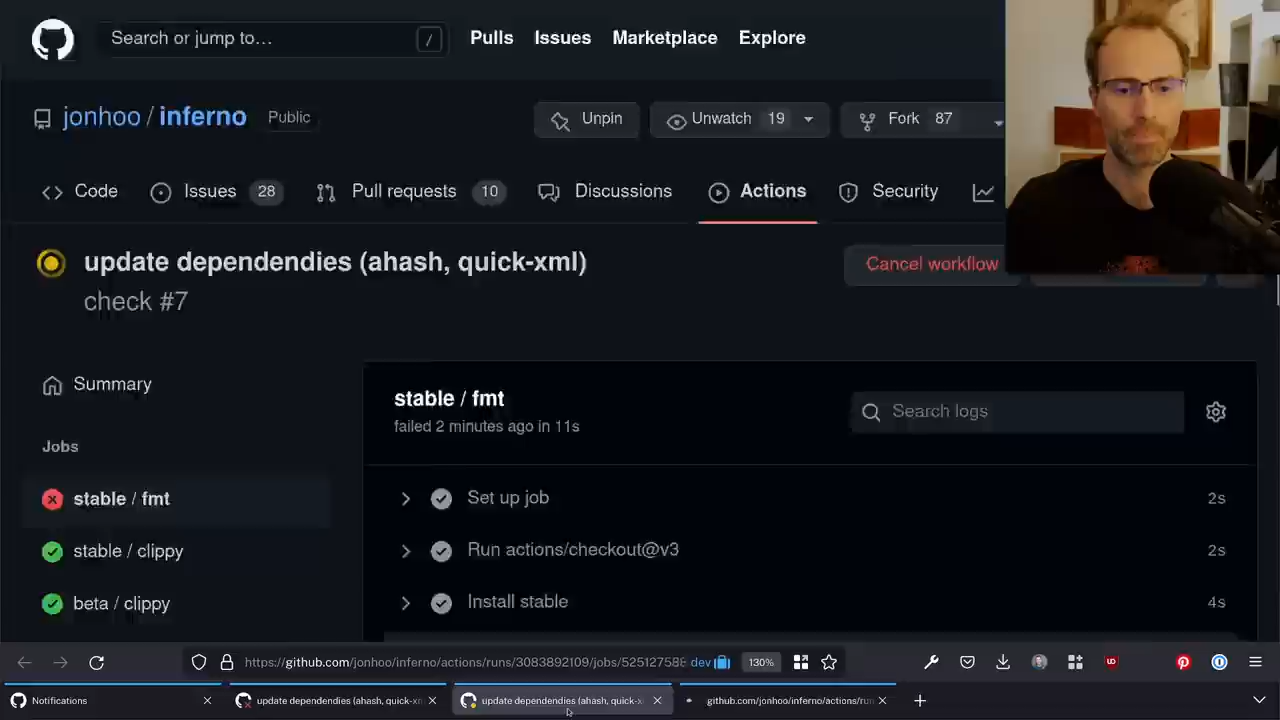 Search or jump to… /
Pulls Issues Marketplace Explore
jonhoo / inferno Public
Unpin
Unwatch 19
Fork 87
Code
Issues 28
Pull requests 10
Discussions
Actions
Security
update dependendies (ahash, quick-xml)
check #7
Cancel workflow
Summary
Jobs
stable / fmt
stable / clippy
beta / clippy
stable / fmt
failed 2 minutes ago in 11s
Search logs
Set up job 2s
Run actions/checkout@v3 2s
Install stable 4s
https://github.com/jonhoo/inferno/actions/runs/3083892109/jobs/525127586 dev 130%
Notifications
update dependendies (ahash, quick-xn
update dependendies (ahash, quick-x
github.com/jonhoo/inferno/actions/run